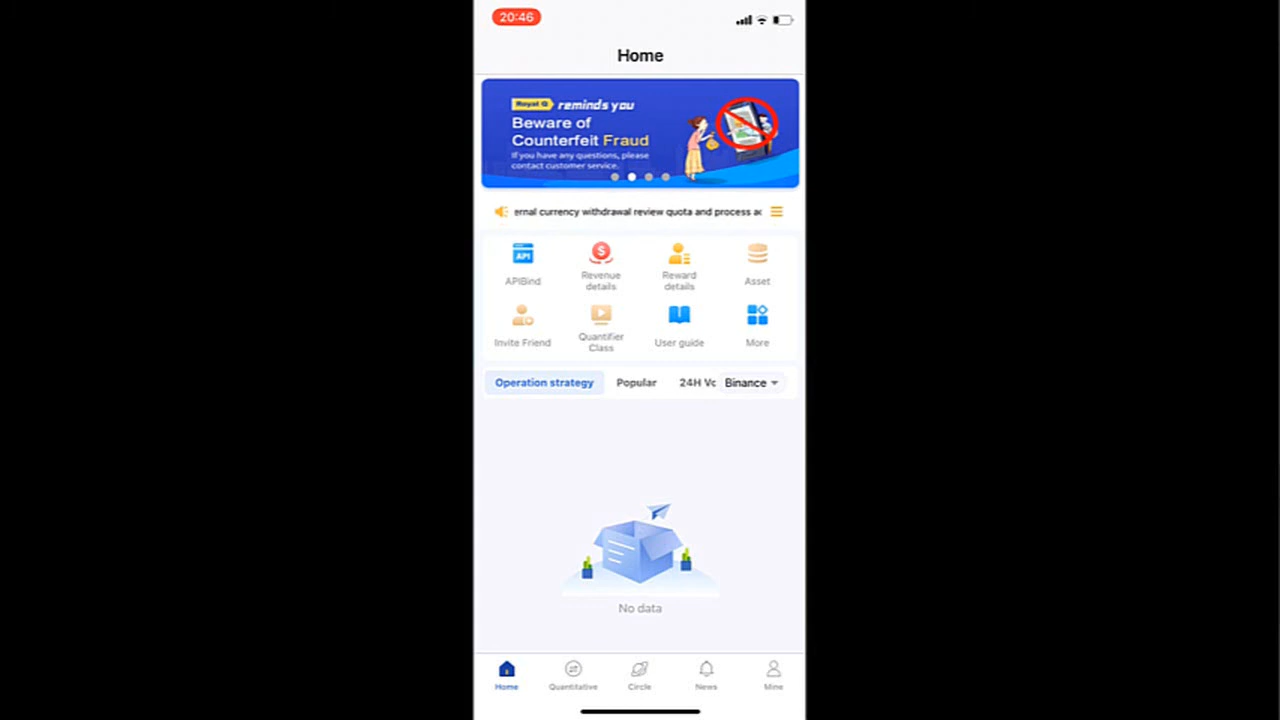 20:46
Home
Royal Q reminds you
Beware of
Counterfeit Fraud
If you have any questions, please
contact customer service.
ernal currency withdrawal review quota and process
API
APIBind
$
Revenue
details
Reward
details
Asset
Invite Friend
Quantifier
Class
User guide
More
Operation strategy Popular 24H Binance
No data
Home Quantitative Circle News Mine